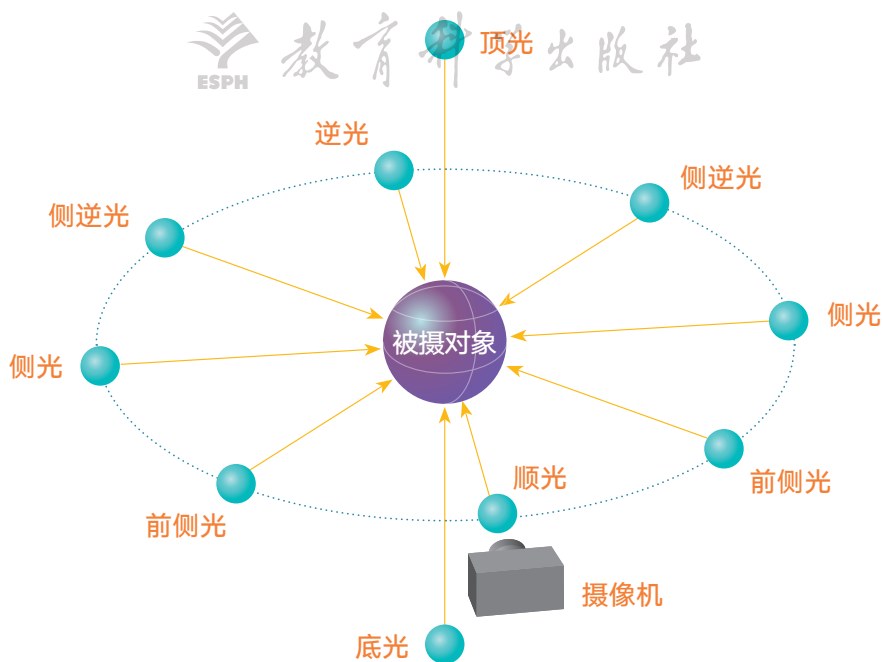 ESPH 教育科学出版社
顶光
逆光
侧逆光
侧逆光
侧光
被摄对象
侧光
顺光
前侧光
前侧光
摄像机
底光